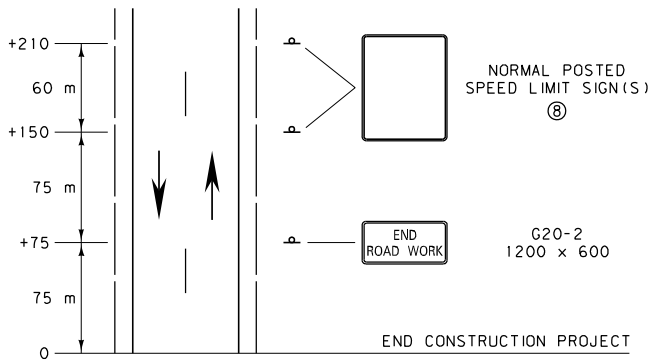 +210
60 m
+150
75 m
+75
75 m
0
NORMAL POSTED
SPEED LIMIT SIGN(S)
8
END
ROAD WORK
G20-2
1200 x 600
END CONSTRUCTION PROJECT